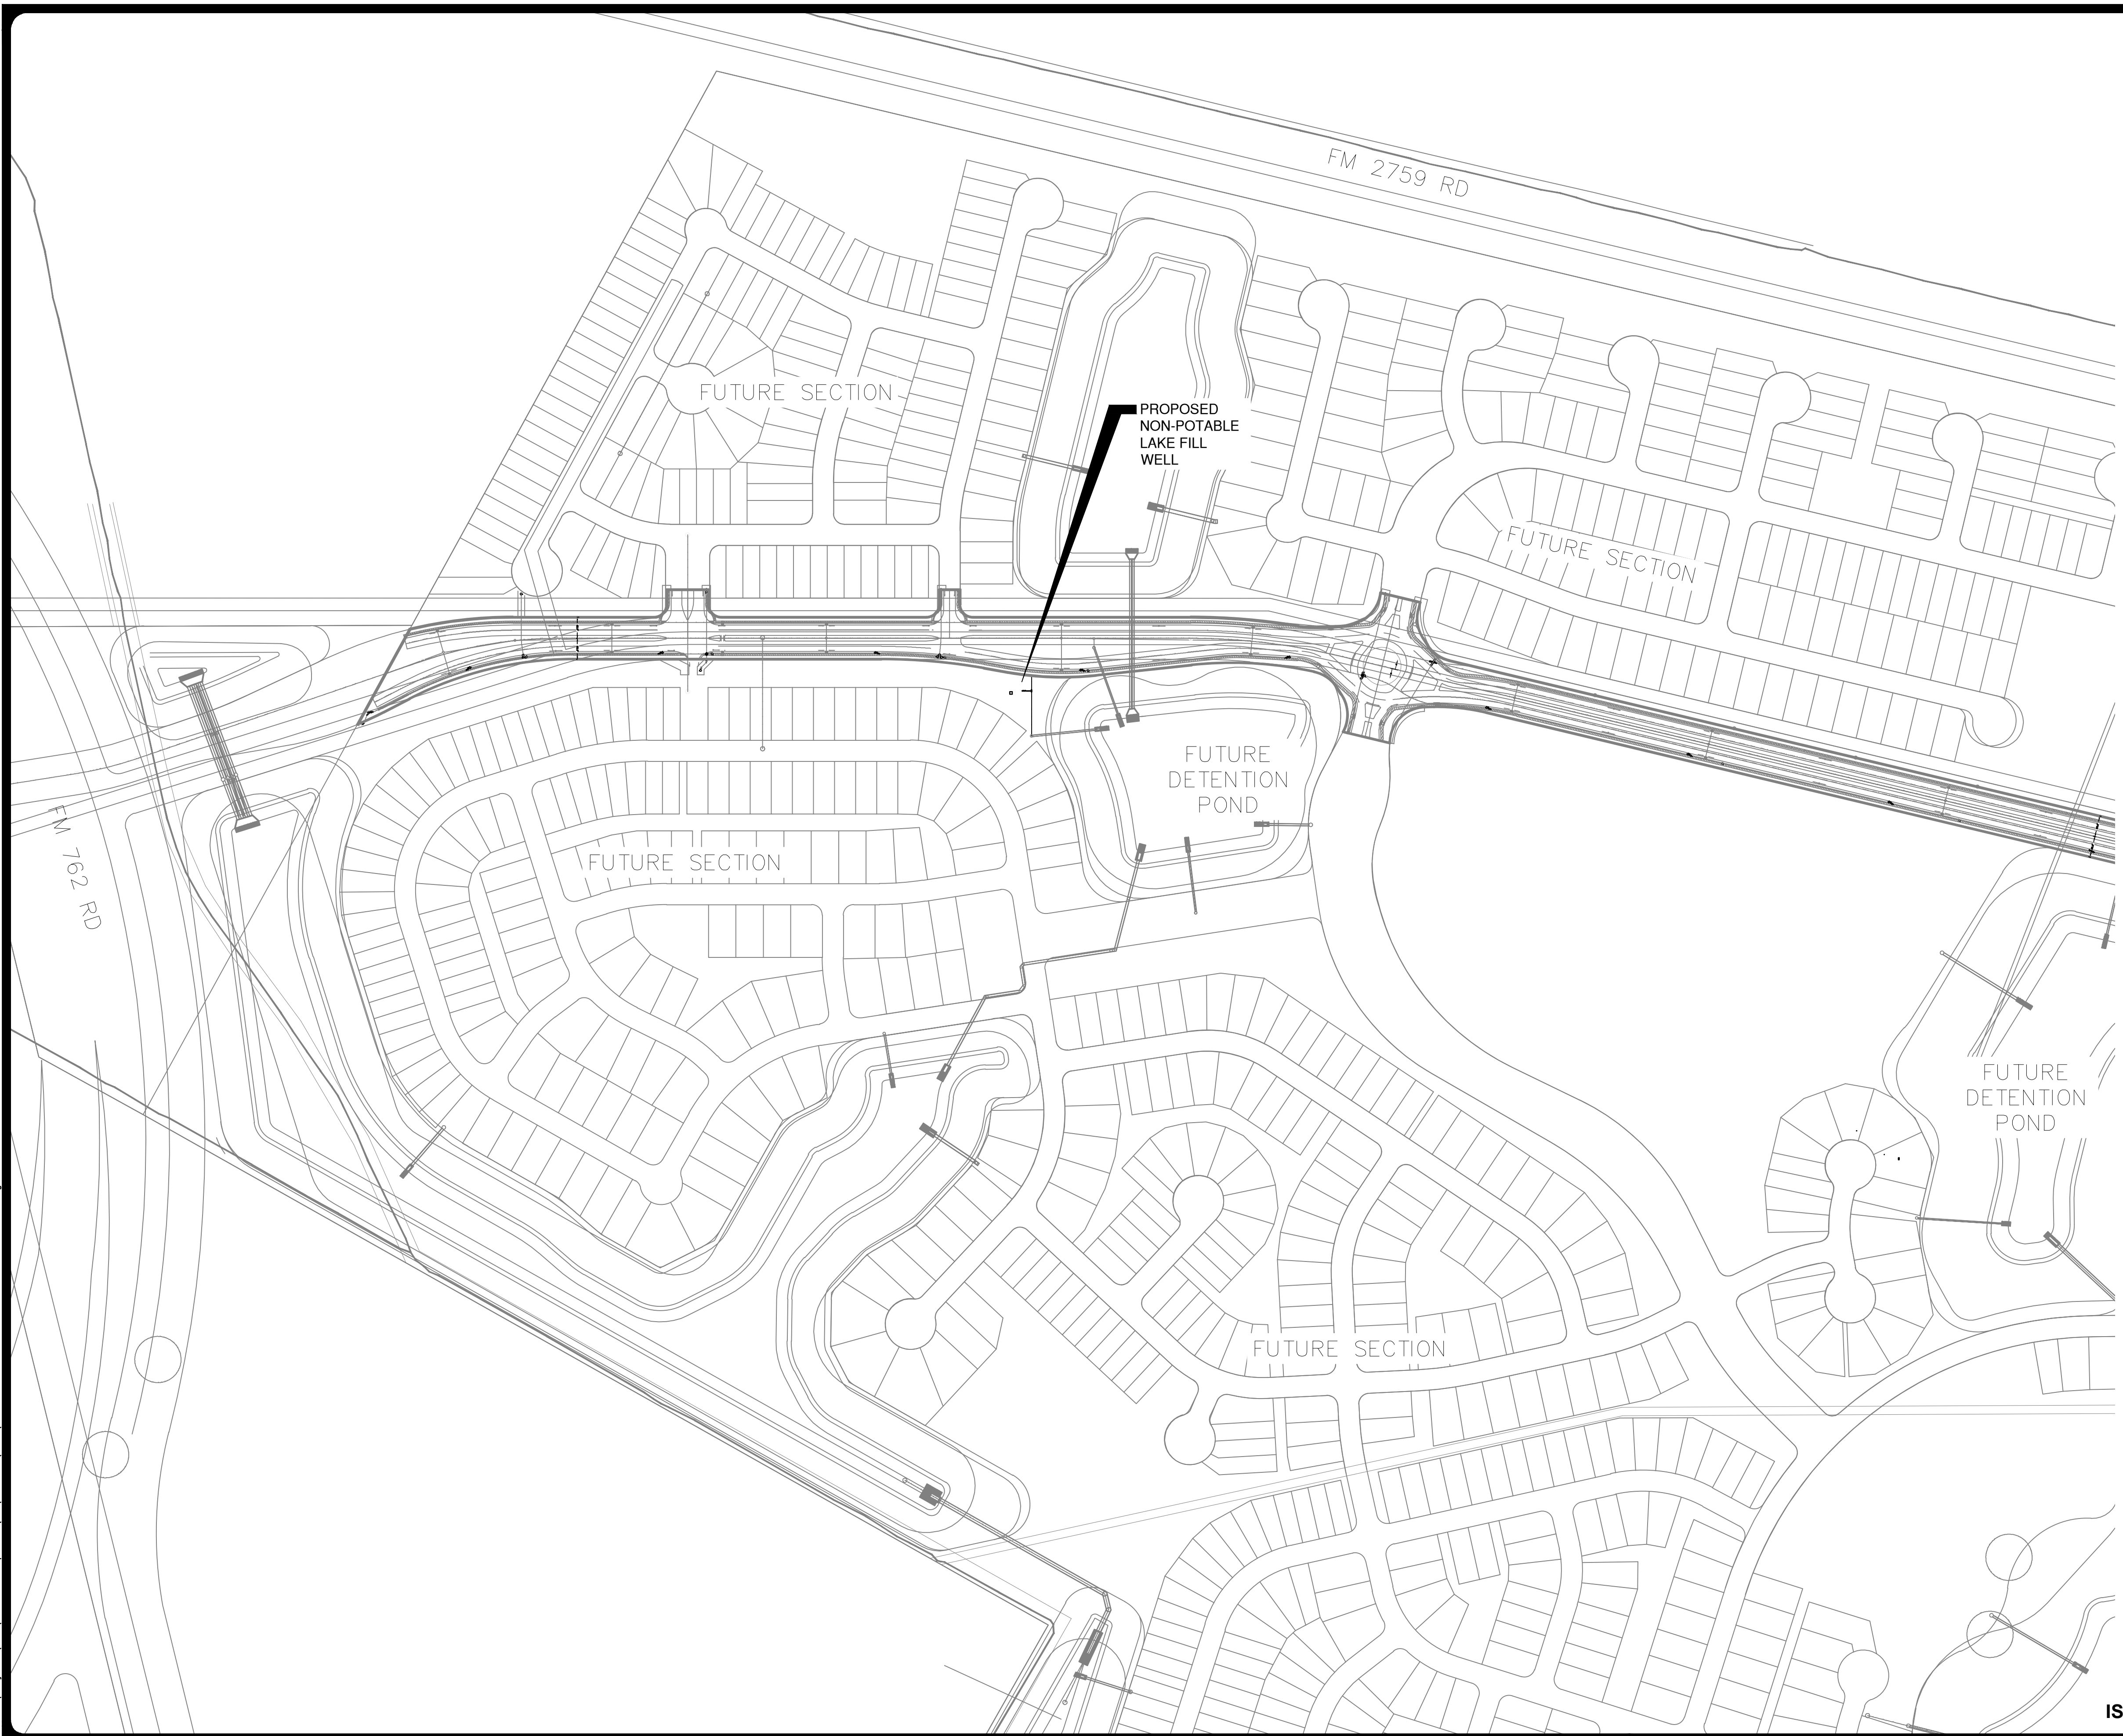 FM 2759 RD
FUTURE SECTION
PROPOSED
NON-POTABLE
LAKE FILL
WELL
FUTURE SECTION
FUTURE
DETENTION
POND
FM 762 RD
FUTURE SECTION
FUTURE
DETENTION
POND
FUTURE SECTION
IS